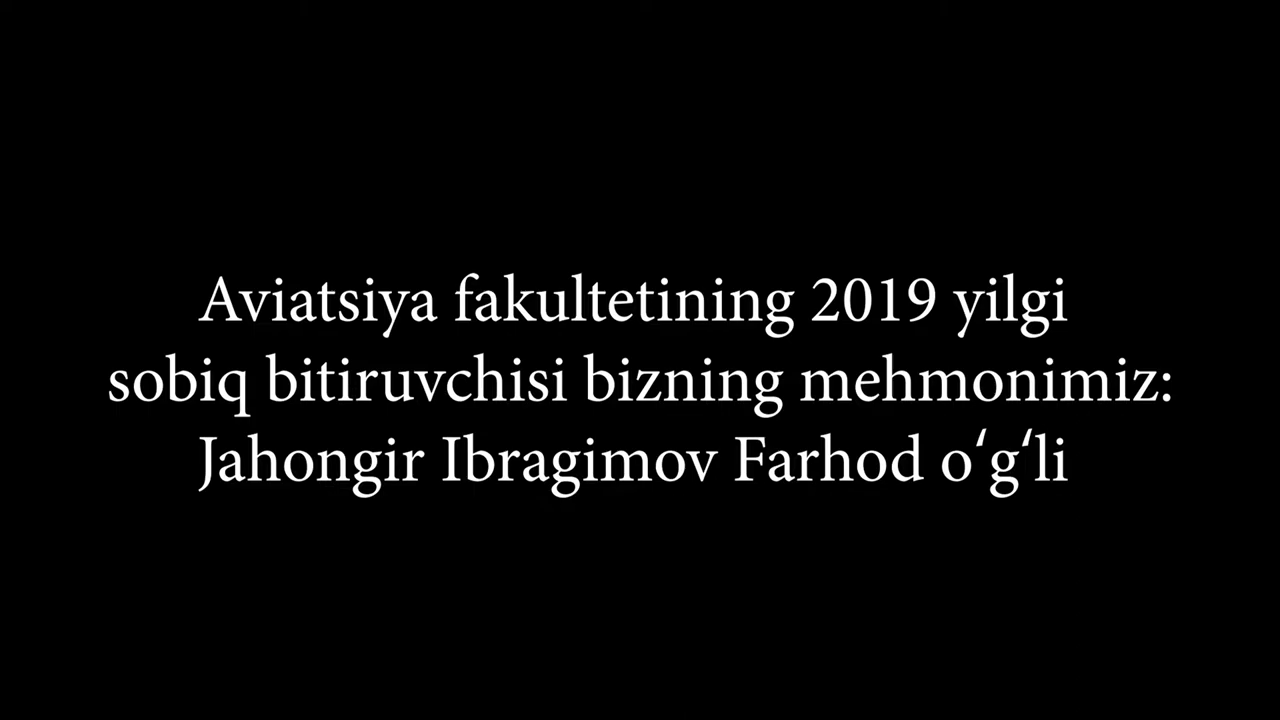 Aviatsiya fakultetining 2019 yilgi
sobiq bitiruvchisi bizning mehmonimiz:
Jahongir Ibragimov Farhod oʻgʻli